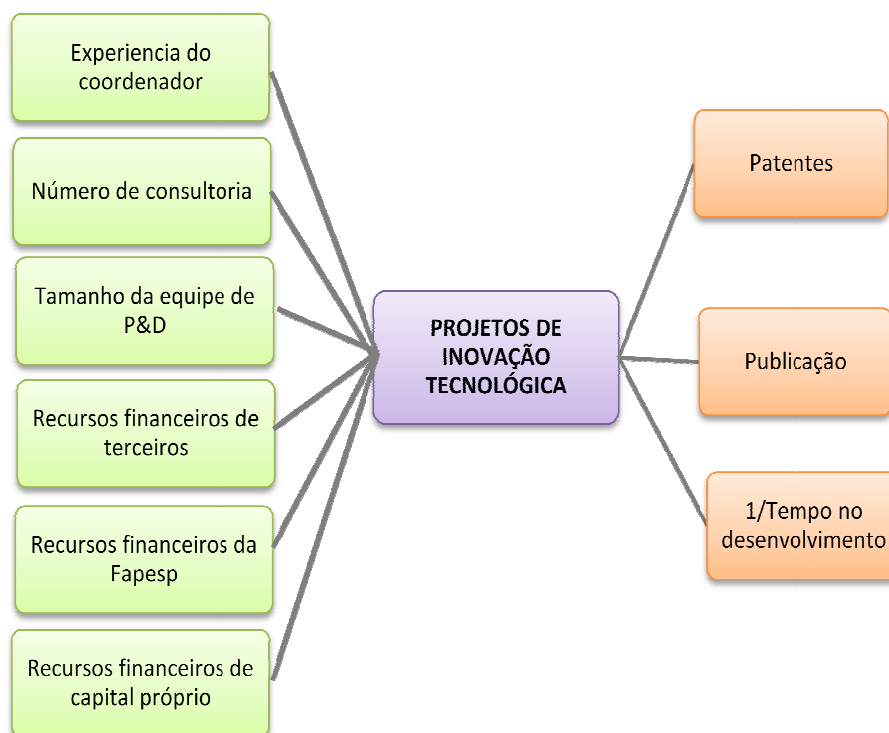 Experiencia do
coordenador
Número de consultoria
Tamanho da equipe de
P&D
Recursos financeiros de
terceiros
Recursos financeiros da
Fapesp
Recursos financeiros de
capital próprio
PROJETOS DE
INOVAÇÃO
TECNOLÓGICA
Patentes
Publicação
1/Tempo no
desenvolvimento